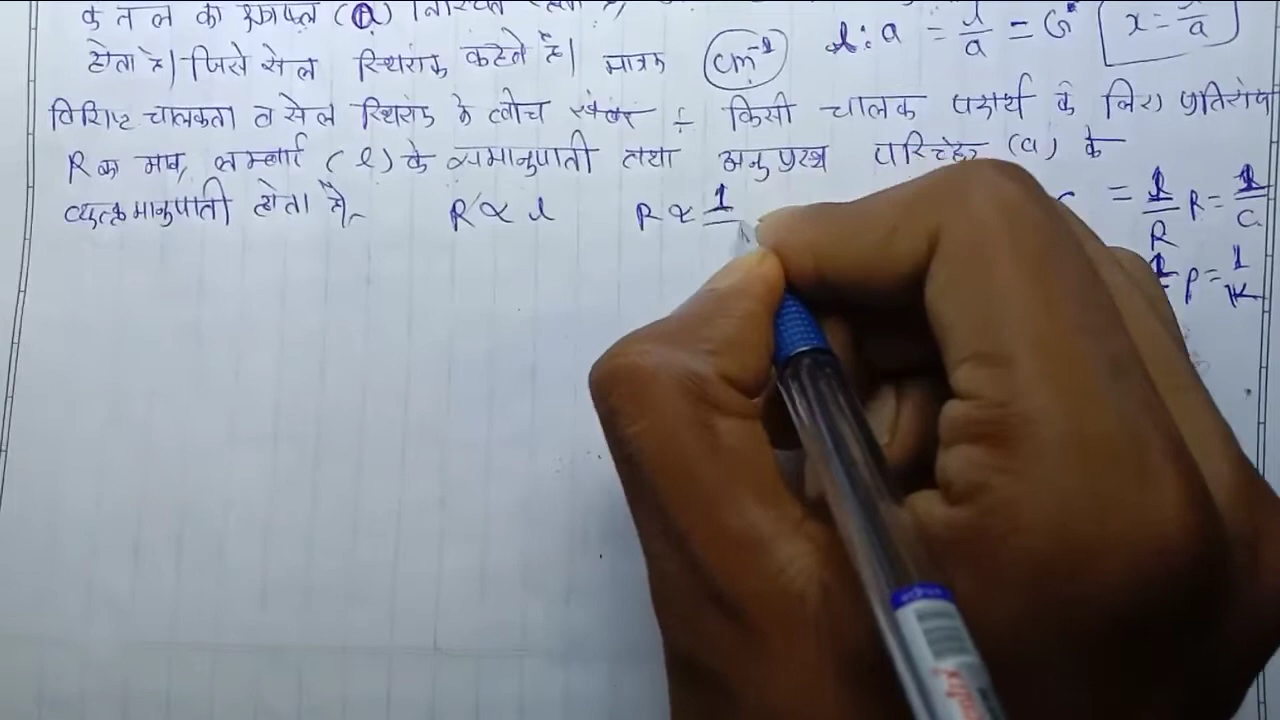 के तल का क्षेत्रफल (a) निश्चित होता है,
होता है| जिसे सेल स्थिरांक कहते हैं| मात्रक cm⁻¹ l:a = l/a = G* x = l/a
विशिष्ट चालकता व सेल स्थिरांक के बीच संबंध ÷ किसी चालक पदार्थ के लिए प्रतिरोध
R का मान, लम्बाई (l) के समानुपाती तथा अनुप्रस्थ परिच्छेद (a) के
व्युत्क्रमानुपाती होता है, R ∝ l R ∝ 1/ = 1/R R = 1/C
ρ = 1/K